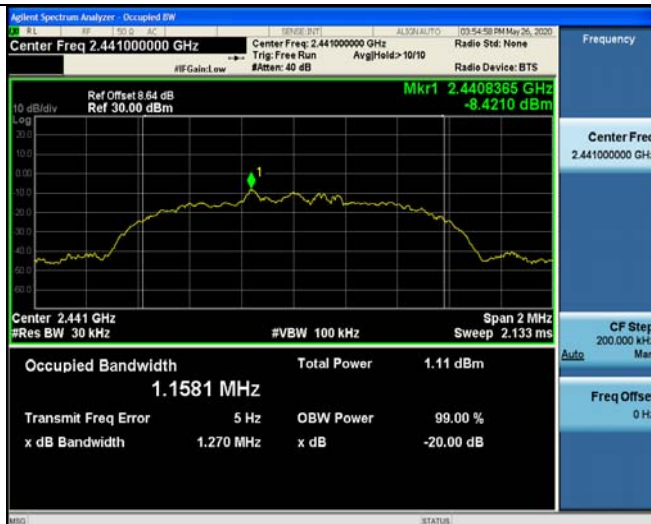 Agilent Spectrum Analyzer - Occupied BW
RL RF 50 Ω AC SENSE:INT ALIGN AUTO 03:54:58 PM May 26, 2020
Center Freq 2.441000000 GHz Center Freq: 2.441000000 GHz Radio Std: None
Trig: Free Run Avg|Hold:> 10/10
#IFGain:Low #Atten: 40 dB Radio Device: BTS
Frequency
Mkr1 2.4408365 GHz
-8.4210 dBm
Ref Offset 8.64 dB
10 dB/div Ref 30.00 dBm
Log
20.0
10.0
0.00
-10.0
20.0
30.0
40.0
50.0
60.0
1
Center Freq
2.441000000 GHz
Center 2.441 GHz Span 2 MHz
#Res BW 30 kHz #VBW 100 kHz Sweep 2.133 ms
CF Step
200.000 kHz
Auto Man
Occupied Bandwidth Total Power 1.11 dBm
1.1581 MHz
Transmit Freq Error 5 Hz OBW Power 99.00 %
x dB Bandwidth 1.270 MHz x dB -20.00 dB
Freq Offset
0 Hz
MSG STATUS